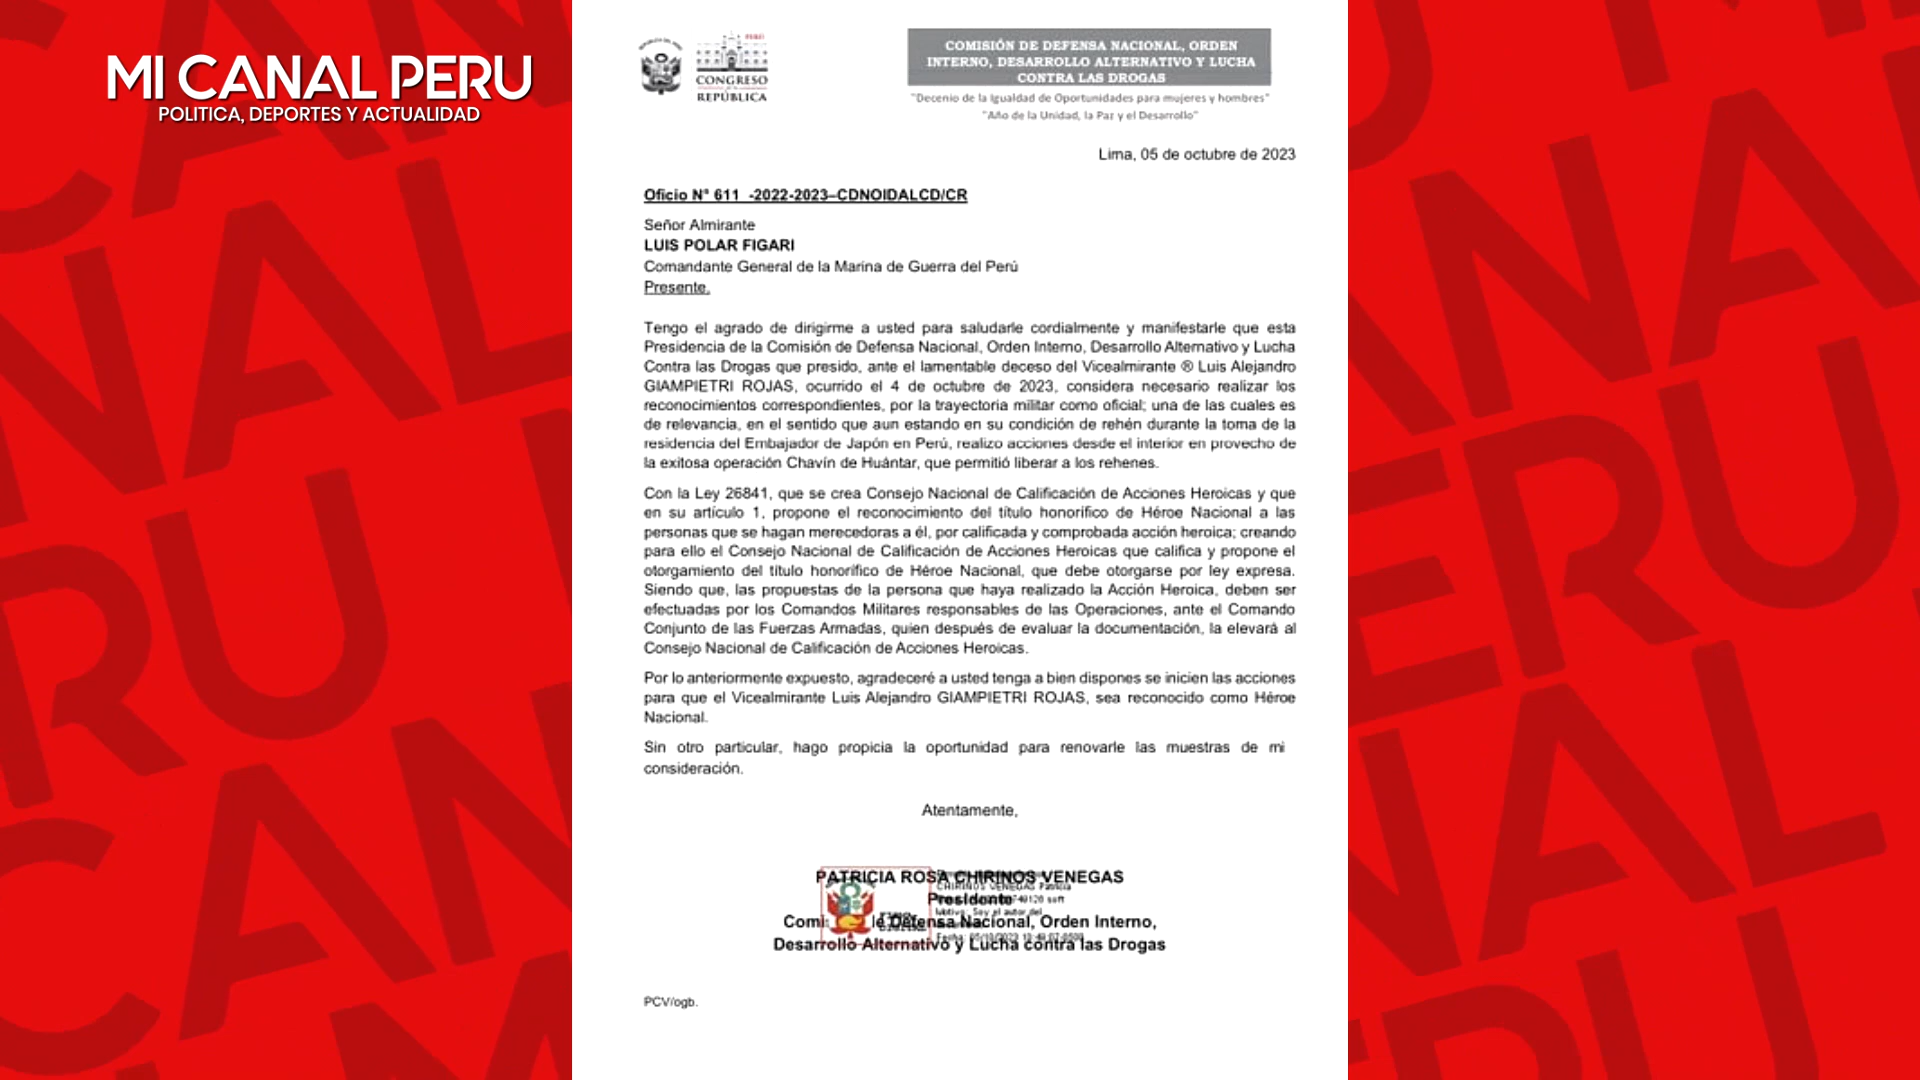 MI CANAL PERU
POLITICA, DEPORTES Y ACTUALIDAD
CONGRESO
REPÚBLICA
COMISIÓN DE DEFENSA NACIONAL, ORDEN
INTERNO, DESARROLLO ALTERNATIVO Y LUCHA
CONTRA LAS DROGAS
"Decenio de la Igualdad de Oportunidades para mujeres y hombres"
"Año de la Unidad, la Paz y el Desarrollo"
Lima, 05 de octubre de 2023
Oficio N° 611 -2022-2023–CDNOIDALCD/CR
Señor Almirante
LUIS POLAR FIGARI
Comandante General de la Marina de Guerra del Perú
Presente.
Tengo el agrado de dirigirme a usted para saludarle cordialmente y manifestarle que esta
Presidencia de la Comisión de Defensa Nacional, Orden Interno, Desarrollo Alternativo y Lucha
Contra las Drogas que presido, ante el lamentable deceso del Vicealmirante ® Luis Alejandro
GIAMPIETRI ROJAS, ocurrido el 4 de octubre de 2023, considera necesario realizar los
reconocimientos correspondientes, por la trayectoria militar como oficial; una de las cuales es
de relevancia, en el sentido que aun estando en su condición de rehén durante la toma de la
residencia del Embajador de Japón en Perú, realizo acciones desde el interior en provecho de
la exitosa operación Chavín de Huántar, que permitió liberar a los rehenes.
Con la Ley 26841, que se crea Consejo Nacional de Calificación de Acciones Heroicas y que
en su artículo 1, propone el reconocimiento del título honorífico de Héroe Nacional a las
personas que se hagan merecedoras a él, por calificada y comprobada acción heroica; creando
para ello el Consejo Nacional de Calificación de Acciones Heroicas que califica y propone el
otorgamiento del título honorífico de Héroe Nacional, que debe otorgarse por ley expresa.
Siendo que, las propuestas de la persona que haya realizado la Acción Heroica, deben ser
efectuadas por los Comandos Militares responsables de las Operaciones, ante el Comando
Conjunto de las Fuerzas Armadas, quien después de evaluar la documentación, la elevará al
Consejo Nacional de Calificación de Acciones Heroicas.
Por lo anteriormente expuesto, agradeceré a usted tenga a bien dispones se inicien las acciones
para que el Vicealmirante Luis Alejandro GIAMPIETRI ROJAS, sea reconocido como Héroe
Nacional.
Sin otro particular, hago propicia la oportunidad para renovarle las muestras de mi
consideración.
Atentamente,
PATRICIA ROSA CHIRINOS VENEGAS
CHIRINOS VENEGAS Patricia
soft
Motivo: Soy el autor del
Defensa Nacional, Orden Interno,
Fecha: 05/10/2023
Desarrollo Alternativo y Lucha contra las Drogas
PCV/ogb.